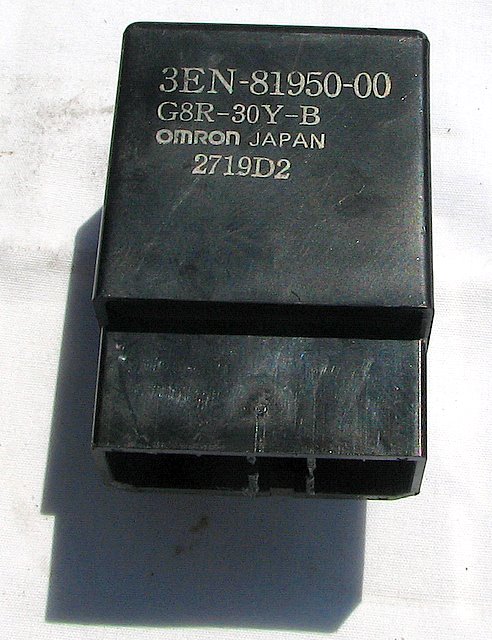 3EN-81950-00
G8R-30Y-B
omron JAPAN
2719D2